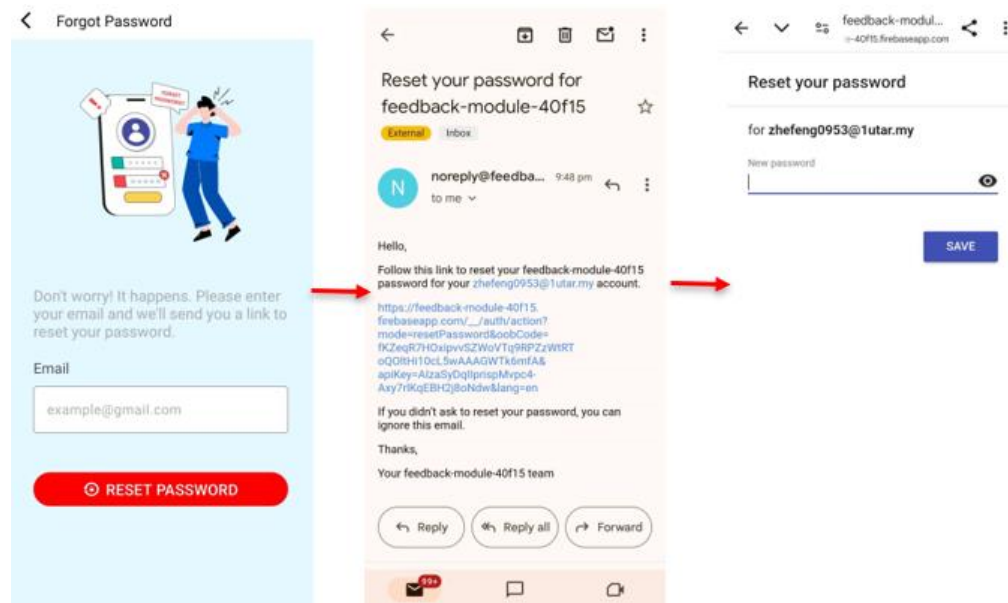 Forgot Password
FORGOT
PASSWORD?
Don't worry! It happens. Please enter
your email and we'll send you a link to
reset your password.
Email
example@gmail.com
RESET PASSWORD
Reset your password for
feedback-module-40f15
External Inbox
N
noreply@feedba... 9:48 pm
to me
Hello,
Follow this link to reset your feedback-module-40f15
password for your zhefeng0953@1utar.my account.
https://feedback-module-40f15.
firebaseapp.com/__/auth/action?
mode=resetPassword&oobCode=
apiKey=
&lang=en
If you didn't ask to reset your password, you can
ignore this email.
Thanks,
Your feedback-module-40f15 team
Reply Reply all Forward
99+
feedback-modul...
-40f15.firebaseapp.com
Reset your password
for zhefeng0953@1utar.my
New password
SAVE